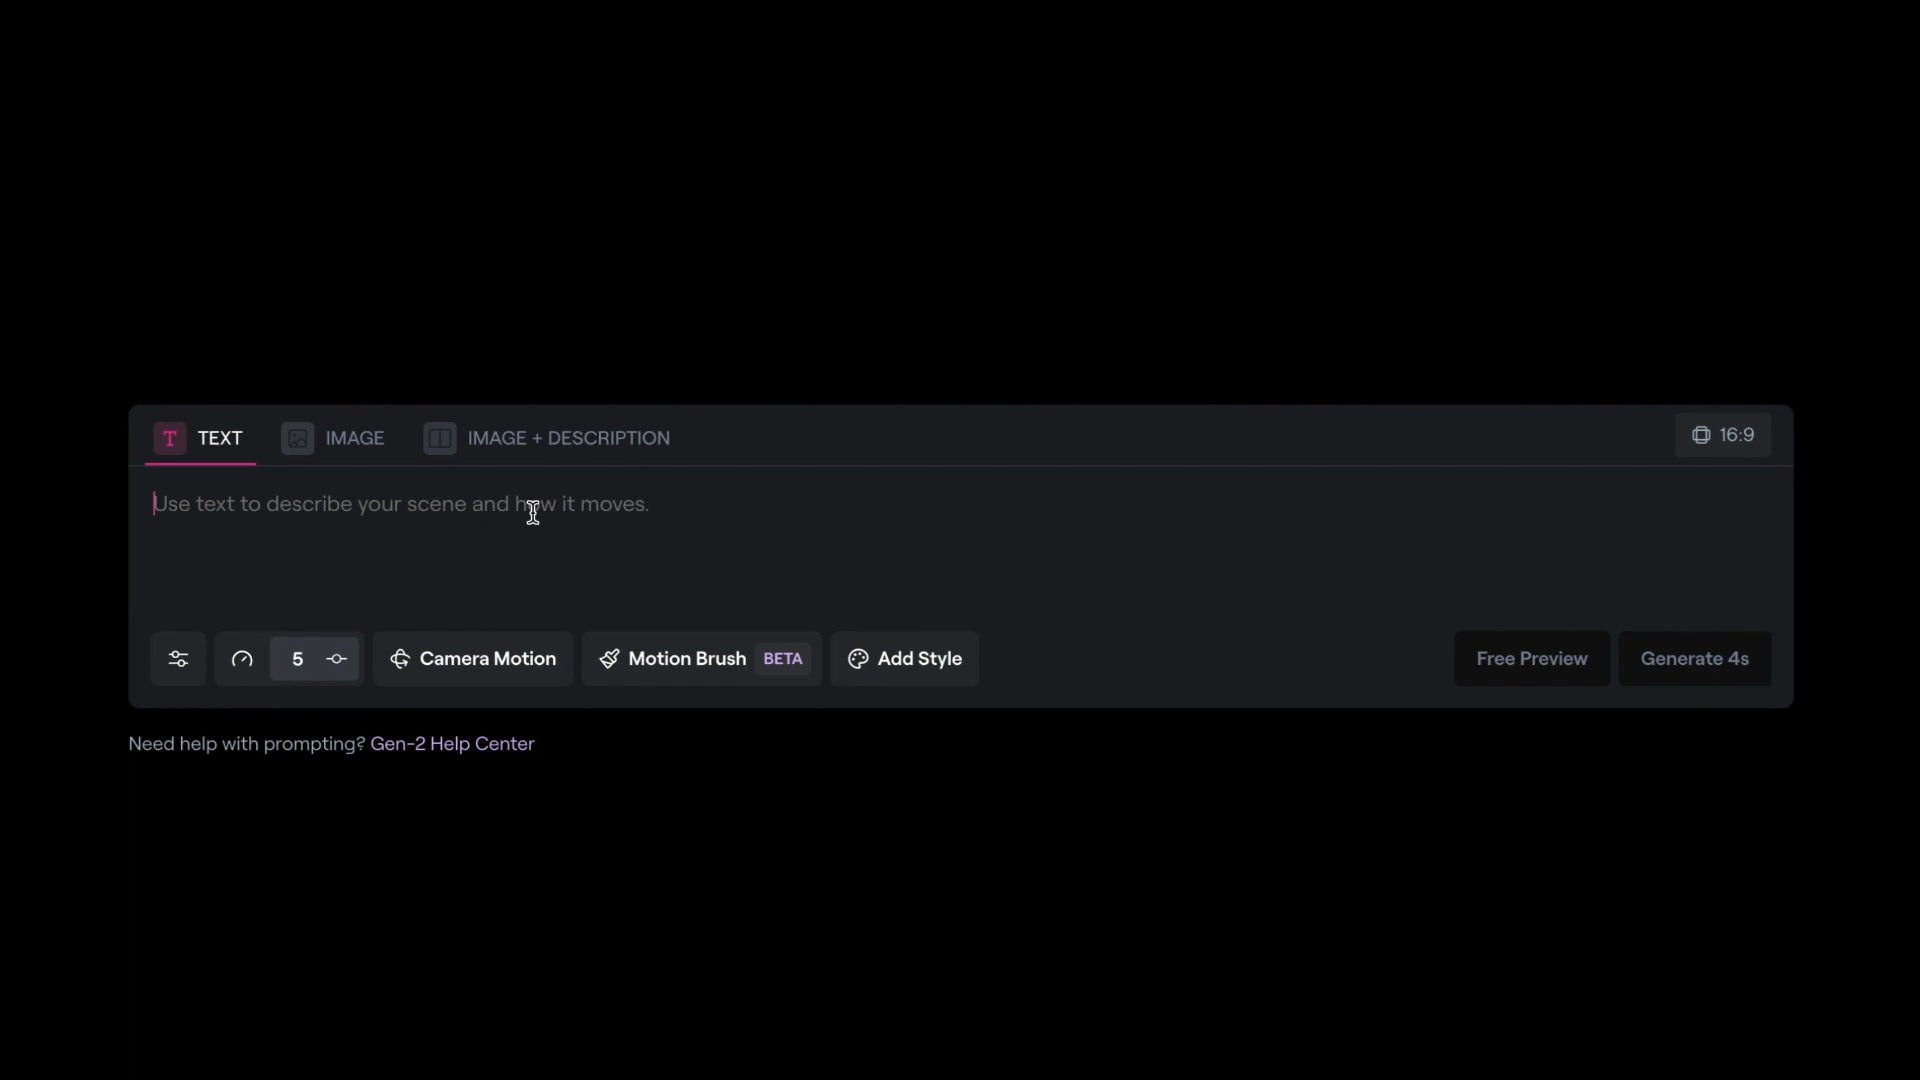 T TEXT IMAGE IMAGE + DESCRIPTION 16:9
Use text to describe your scene and how it moves.
5 Camera Motion Motion Brush BETA Add Style Free Preview Generate 4s
Need help with prompting? Gen-2 Help Center